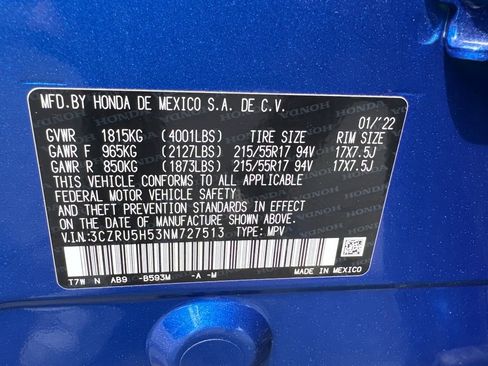 MFD.BY HONDA DE MEXICO S.A. DE C.V.
01/'22
GVWR 1815KG (4001LBS) TIRE SIZE RIM SIZE
GAWR F 965KG (2127LBS) 215/55R17 94V 17X7.5J
GAWR R 850KG (1873LBS) 215/55R17 94V 17X7.5J
THIS VEHICLE CONFORMS TO ALL APPLICABLE
FEDERAL MOTOR VEHICLE SAFETY, BUMPER,
AND THEFT PREVENTION STANDARDS IN EFFECT
ON THE DATE OF MANUFACTURE SHOWN ABOVE.
V.I.N.:3CZRU5H53NM727513 TYPE: MPV
T7W N AB9 -B593M -A -M
MADE IN MEXICO